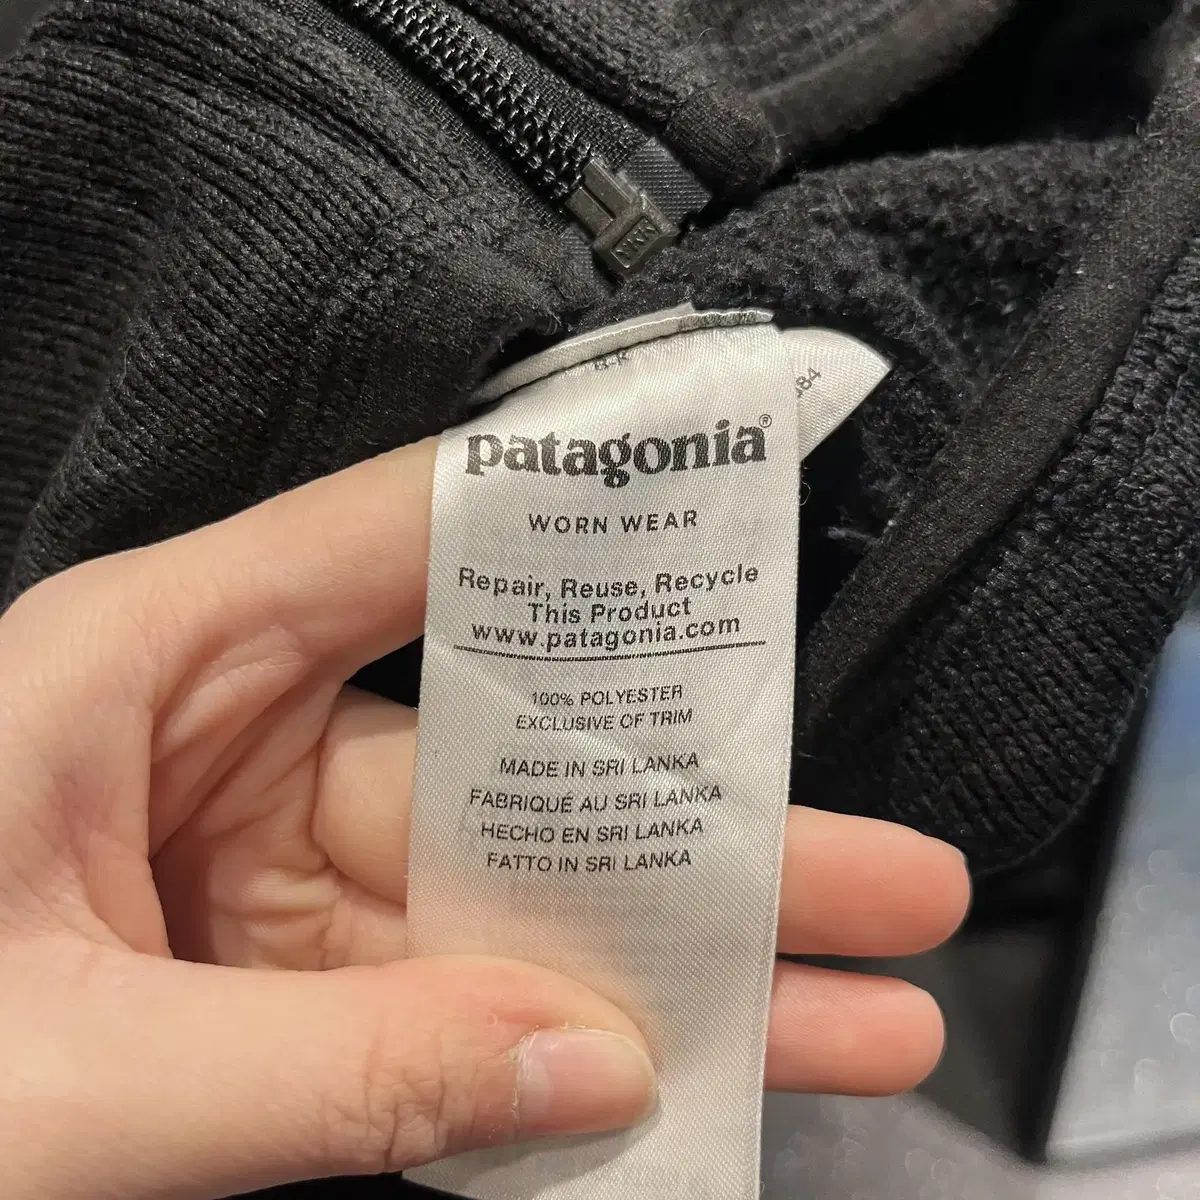 patagonia®
WORN WEAR
Repair, Reuse, Recycle
This Product
www.patagonia.com
100% POLYESTER
EXCLUSIVE OF TRIM
MADE IN SRI LANKA
FABRIQUÉ AU SRI LANKA
HECHO EN SRI LANKA
FATTO IN SRI LANKA
YKK